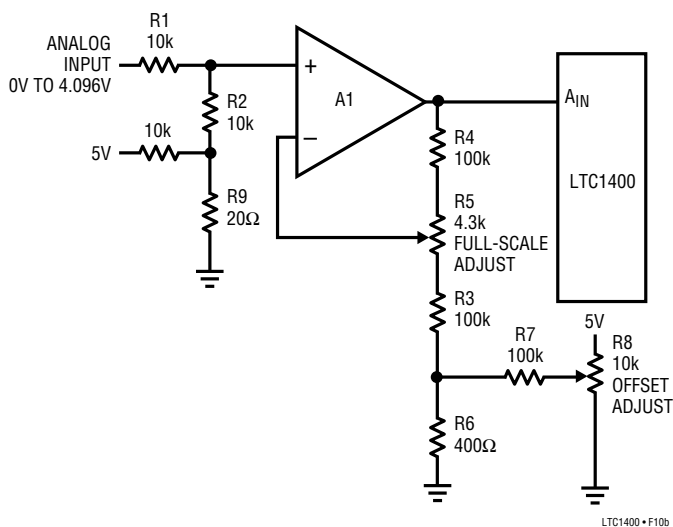 R1
10k
ANALOG
INPUT
0V TO 4.096V
R2
10k
10k
5V
R9
20Ω
+
–
A1
AIN
LTC1400
R4
100k
R5
4.3k
FULL-SCALE
ADJUST
R3
100k
R7
100k
5V
R8
10k
OFFSET
ADJUST
R6
400Ω
LTC1400 • F10b